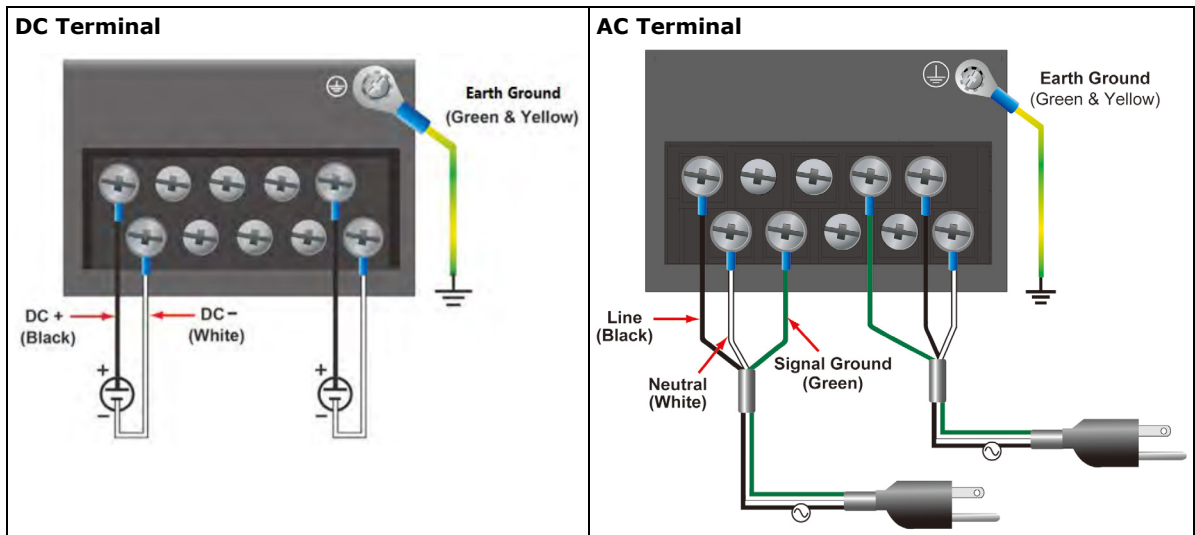 DC Terminal
Earth Ground
(Green & Yellow)
DC +
(Black)
DC −
(White)
+
−
+
−
AC Terminal
Earth Ground
(Green & Yellow)
Line
(Black)
Neutral
(White)
Signal Ground
(Green)